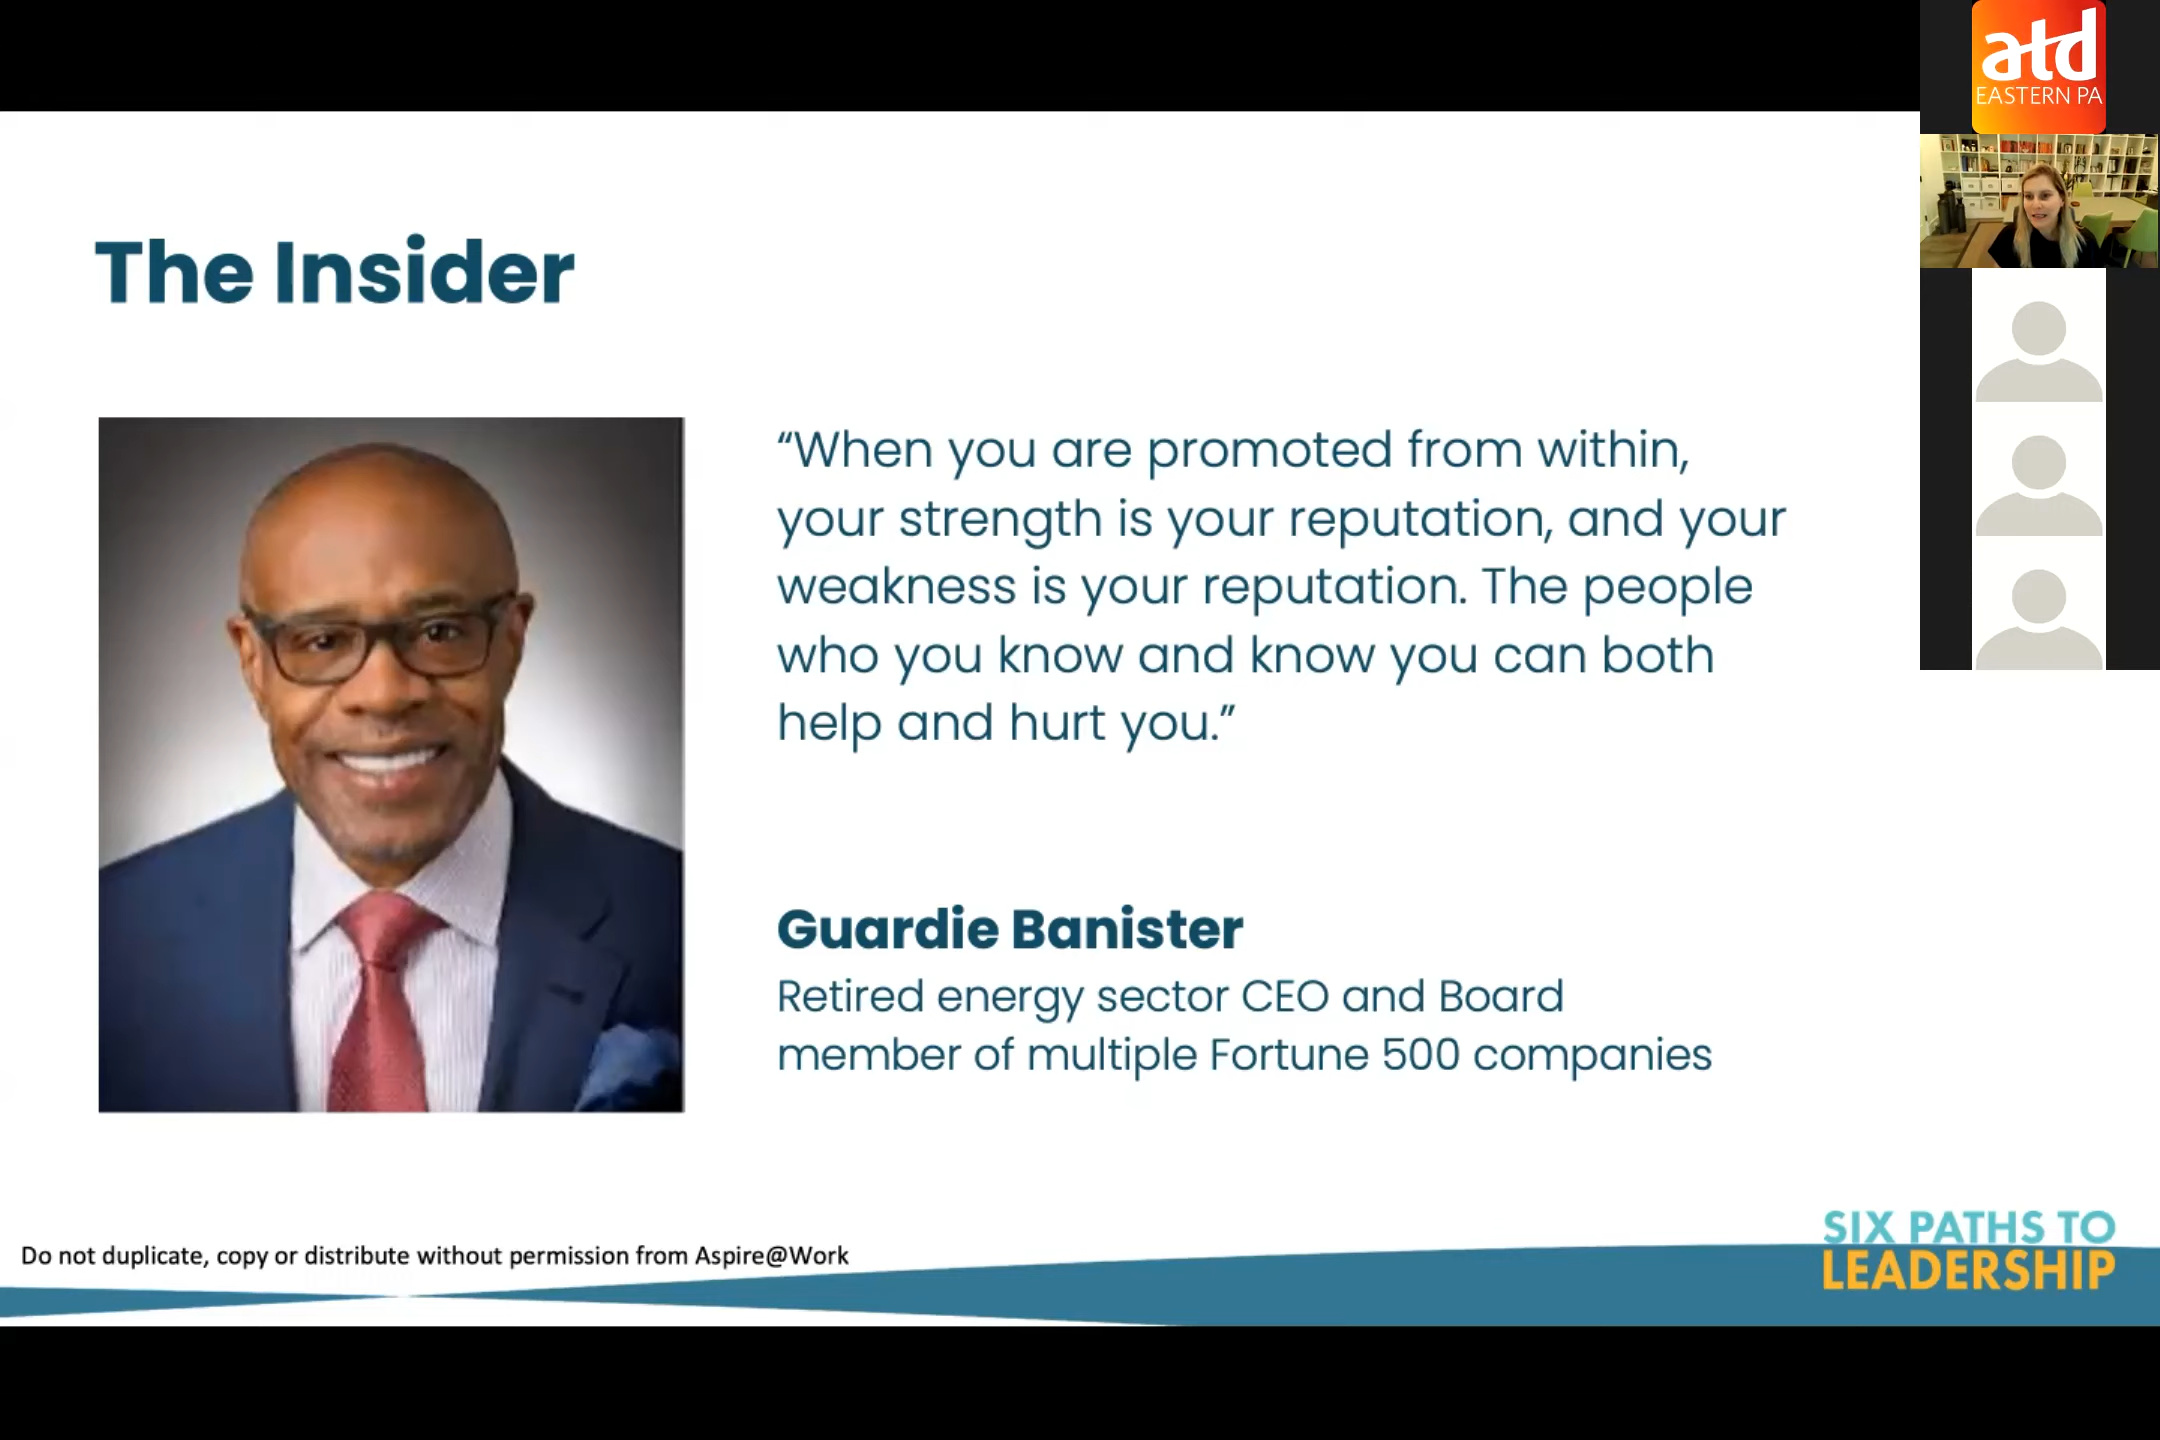 atd
EASTERN PA
The Insider
“When you are promoted from within,
your strength is your reputation, and your
weakness is your reputation. The people
who you know and know you can both
help and hurt you.”
Guardie Banister
Retired energy sector CEO and Board
member of multiple Fortune 500 companies
Do not duplicate, copy or distribute without permission from Aspire@Work
SIX PATHS TO
LEADERSHIP